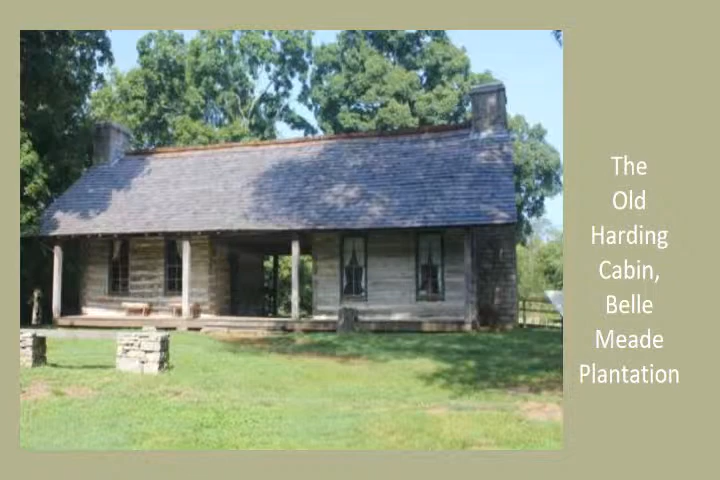 The
Old
Harding
Cabin,
Belle
Meade
Plantation